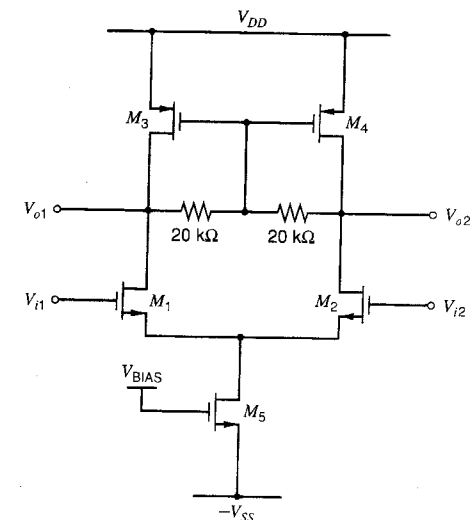 V_DD
M_3
M_4
V_o1
20 kΩ
20 kΩ
V_o2
V_i1
M_1
M_2
V_i2
V_BIAS
M_5
-V_SS